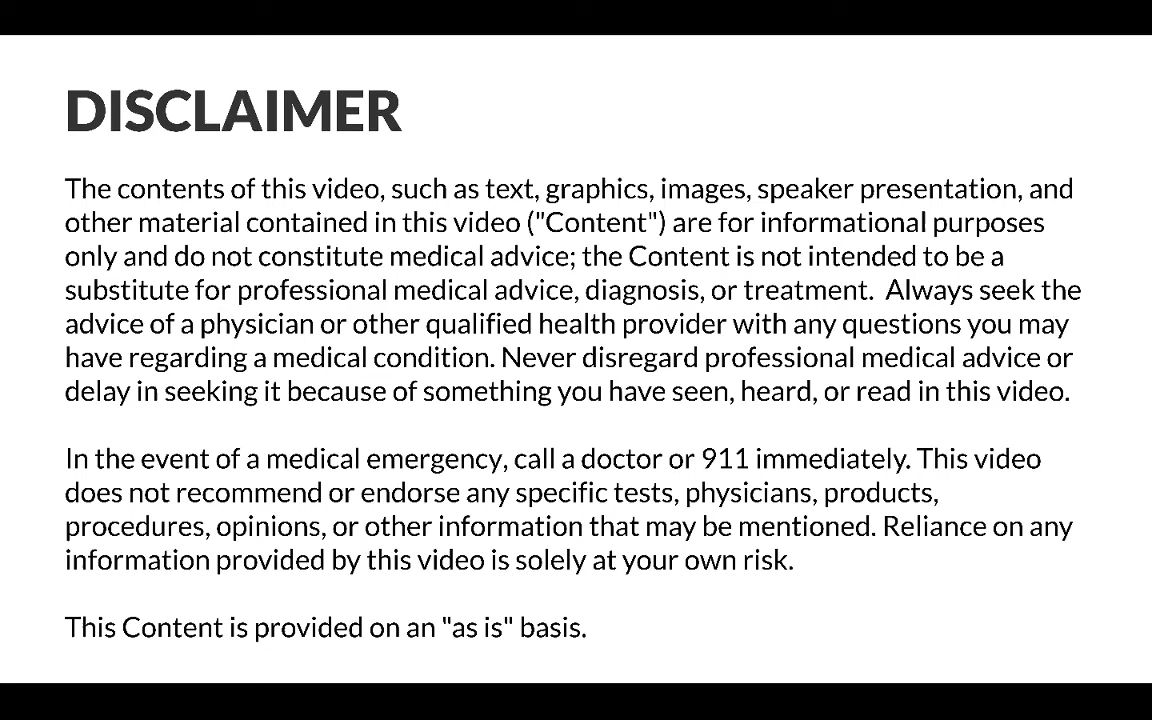 DISCLAIMER
The contents of this video, such as text, graphics, images, speaker presentation, and
other material contained in this video ("Content") are for informational purposes
only and do not constitute medical advice; the Content is not intended to be a
substitute for professional medical advice, diagnosis, or treatment.  Always seek the
advice of a physician or other qualified health provider with any questions you may
have regarding a medical condition. Never disregard professional medical advice or
delay in seeking it because of something you have seen, heard, or read in this video.
In the event of a medical emergency, call a doctor or 911 immediately. This video
does not recommend or endorse any specific tests, physicians, products,
procedures, opinions, or other information that may be mentioned. Reliance on any
information provided by this video is solely at your own risk.
This Content is provided on an "as is" basis.